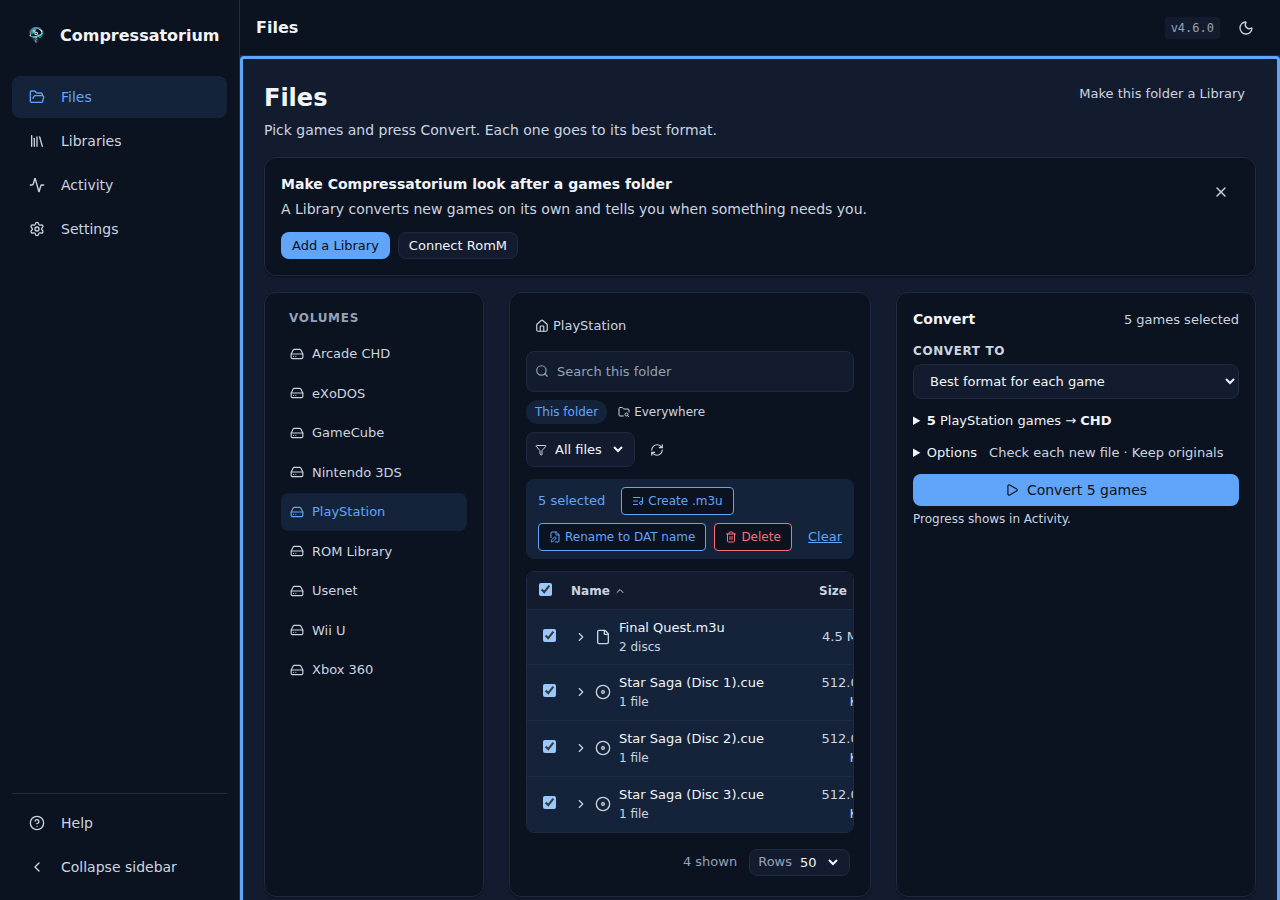 Compressatorium
Files
v4.6.0
Files
Libraries
Activity
Settings
Help
Collapse sidebar
Files
Make this folder a Library
Pick games and press Convert. Each one goes to its best format.
Make Compressatorium look after a games folder
A Library converts new games on its own and tells you when something needs you.
Add a Library
Connect RomM
VOLUMES
Arcade CHD
eXoDOS
GameCube
Nintendo 3DS
PlayStation
ROM Library
Usenet
Wii U
Xbox 360
PlayStation
Search this folder
This folder
Everywhere
All files
5 selected
Create .m3u
Rename to DAT name
Delete
Clear
Name
Size
Final Quest.m3u
4.5
2 discs
Star Saga (Disc 1).cue
1 file
Star Saga (Disc 2).cue
1 file
Star Saga (Disc 3).cue
1 file
4 shown
Rows 50
Convert
5 games selected
CONVERT TO
Best format for each game
5 PlayStation games → CHD
Options Check each new file · Keep originals
Convert 5 games
Progress shows in Activity.